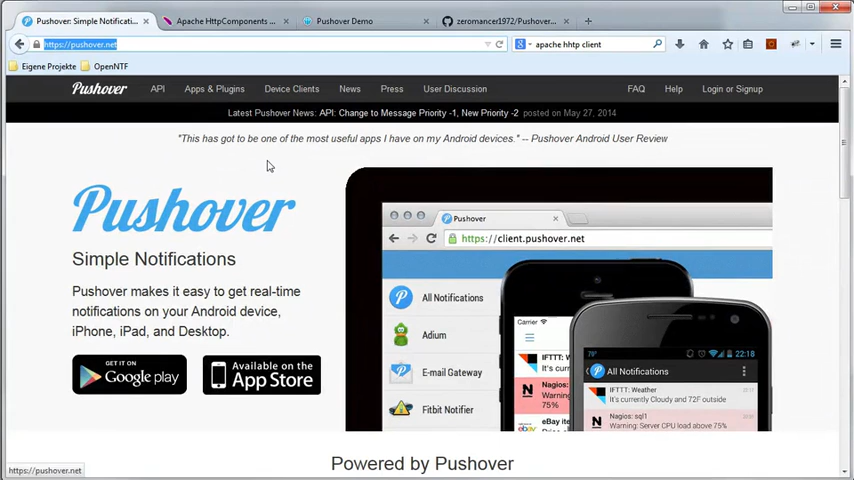 Pushover: Simple Notificati...
Apache HttpComponents ...
Pushover Demo
zeromancer1972/Pushover...
https://pushover.net
apache hhtp client
Eigene Projekte
OpenNTF
Pushover
API
Apps & Plugins
Device Clients
News
Press
User Discussion
FAQ
Help
Login or Signup
Latest Pushover News: API: Change to Message Priority -1, New Priority -2 posted on May 27, 2014
"This has got to be one of the most useful apps I have on my Android devices." -- Pushover Android User Review
Pushover
Simple Notifications
Pushover makes it easy to get real-time
notifications on your Android device,
iPhone, iPad, and Desktop.
GET IT ON
Google play
Available on the
App Store
Pushover
https://client.pushover.net
All Notifications
Adium
E-mail Gateway
Fitbit Notifier
Carrier
IFTTT: W
It's curre
Nagios:
Warning
75%
eBay ite
78°
22:18
All Notifications
IFTTT: Weather
It's currently Cloudy and 72F outside
Nagios: sql1
Warning: Server CPU load above 75%
Powered by Pushover
https://pushover.net